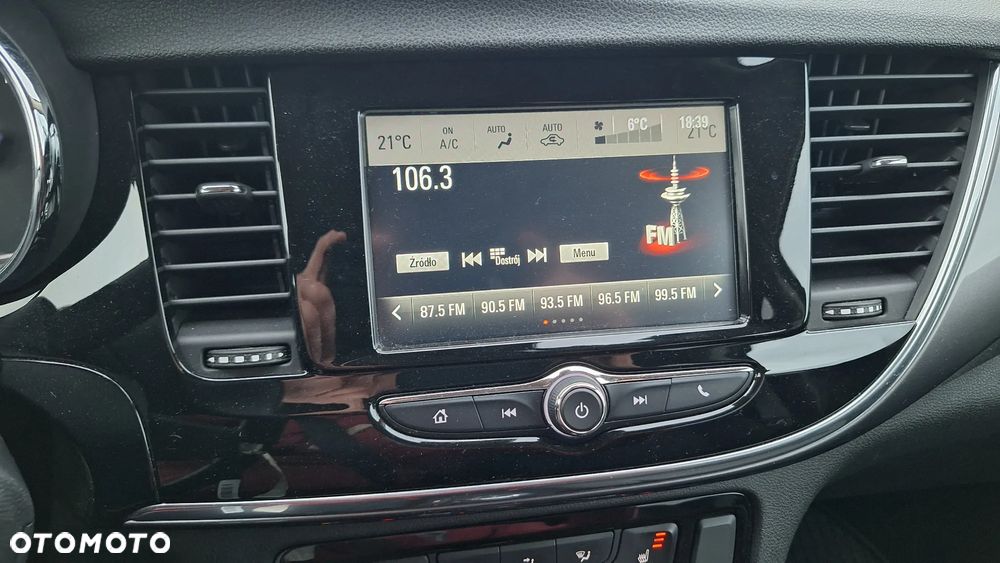 21°C ON A/C AUTO AUTO 6°C 18:39 21°C
106.3
FM
Źródło Dostrój Menu
87.5 FM 90.5 FM 93.5 FM 96.5 FM 99.5 FM
OTOMOTO